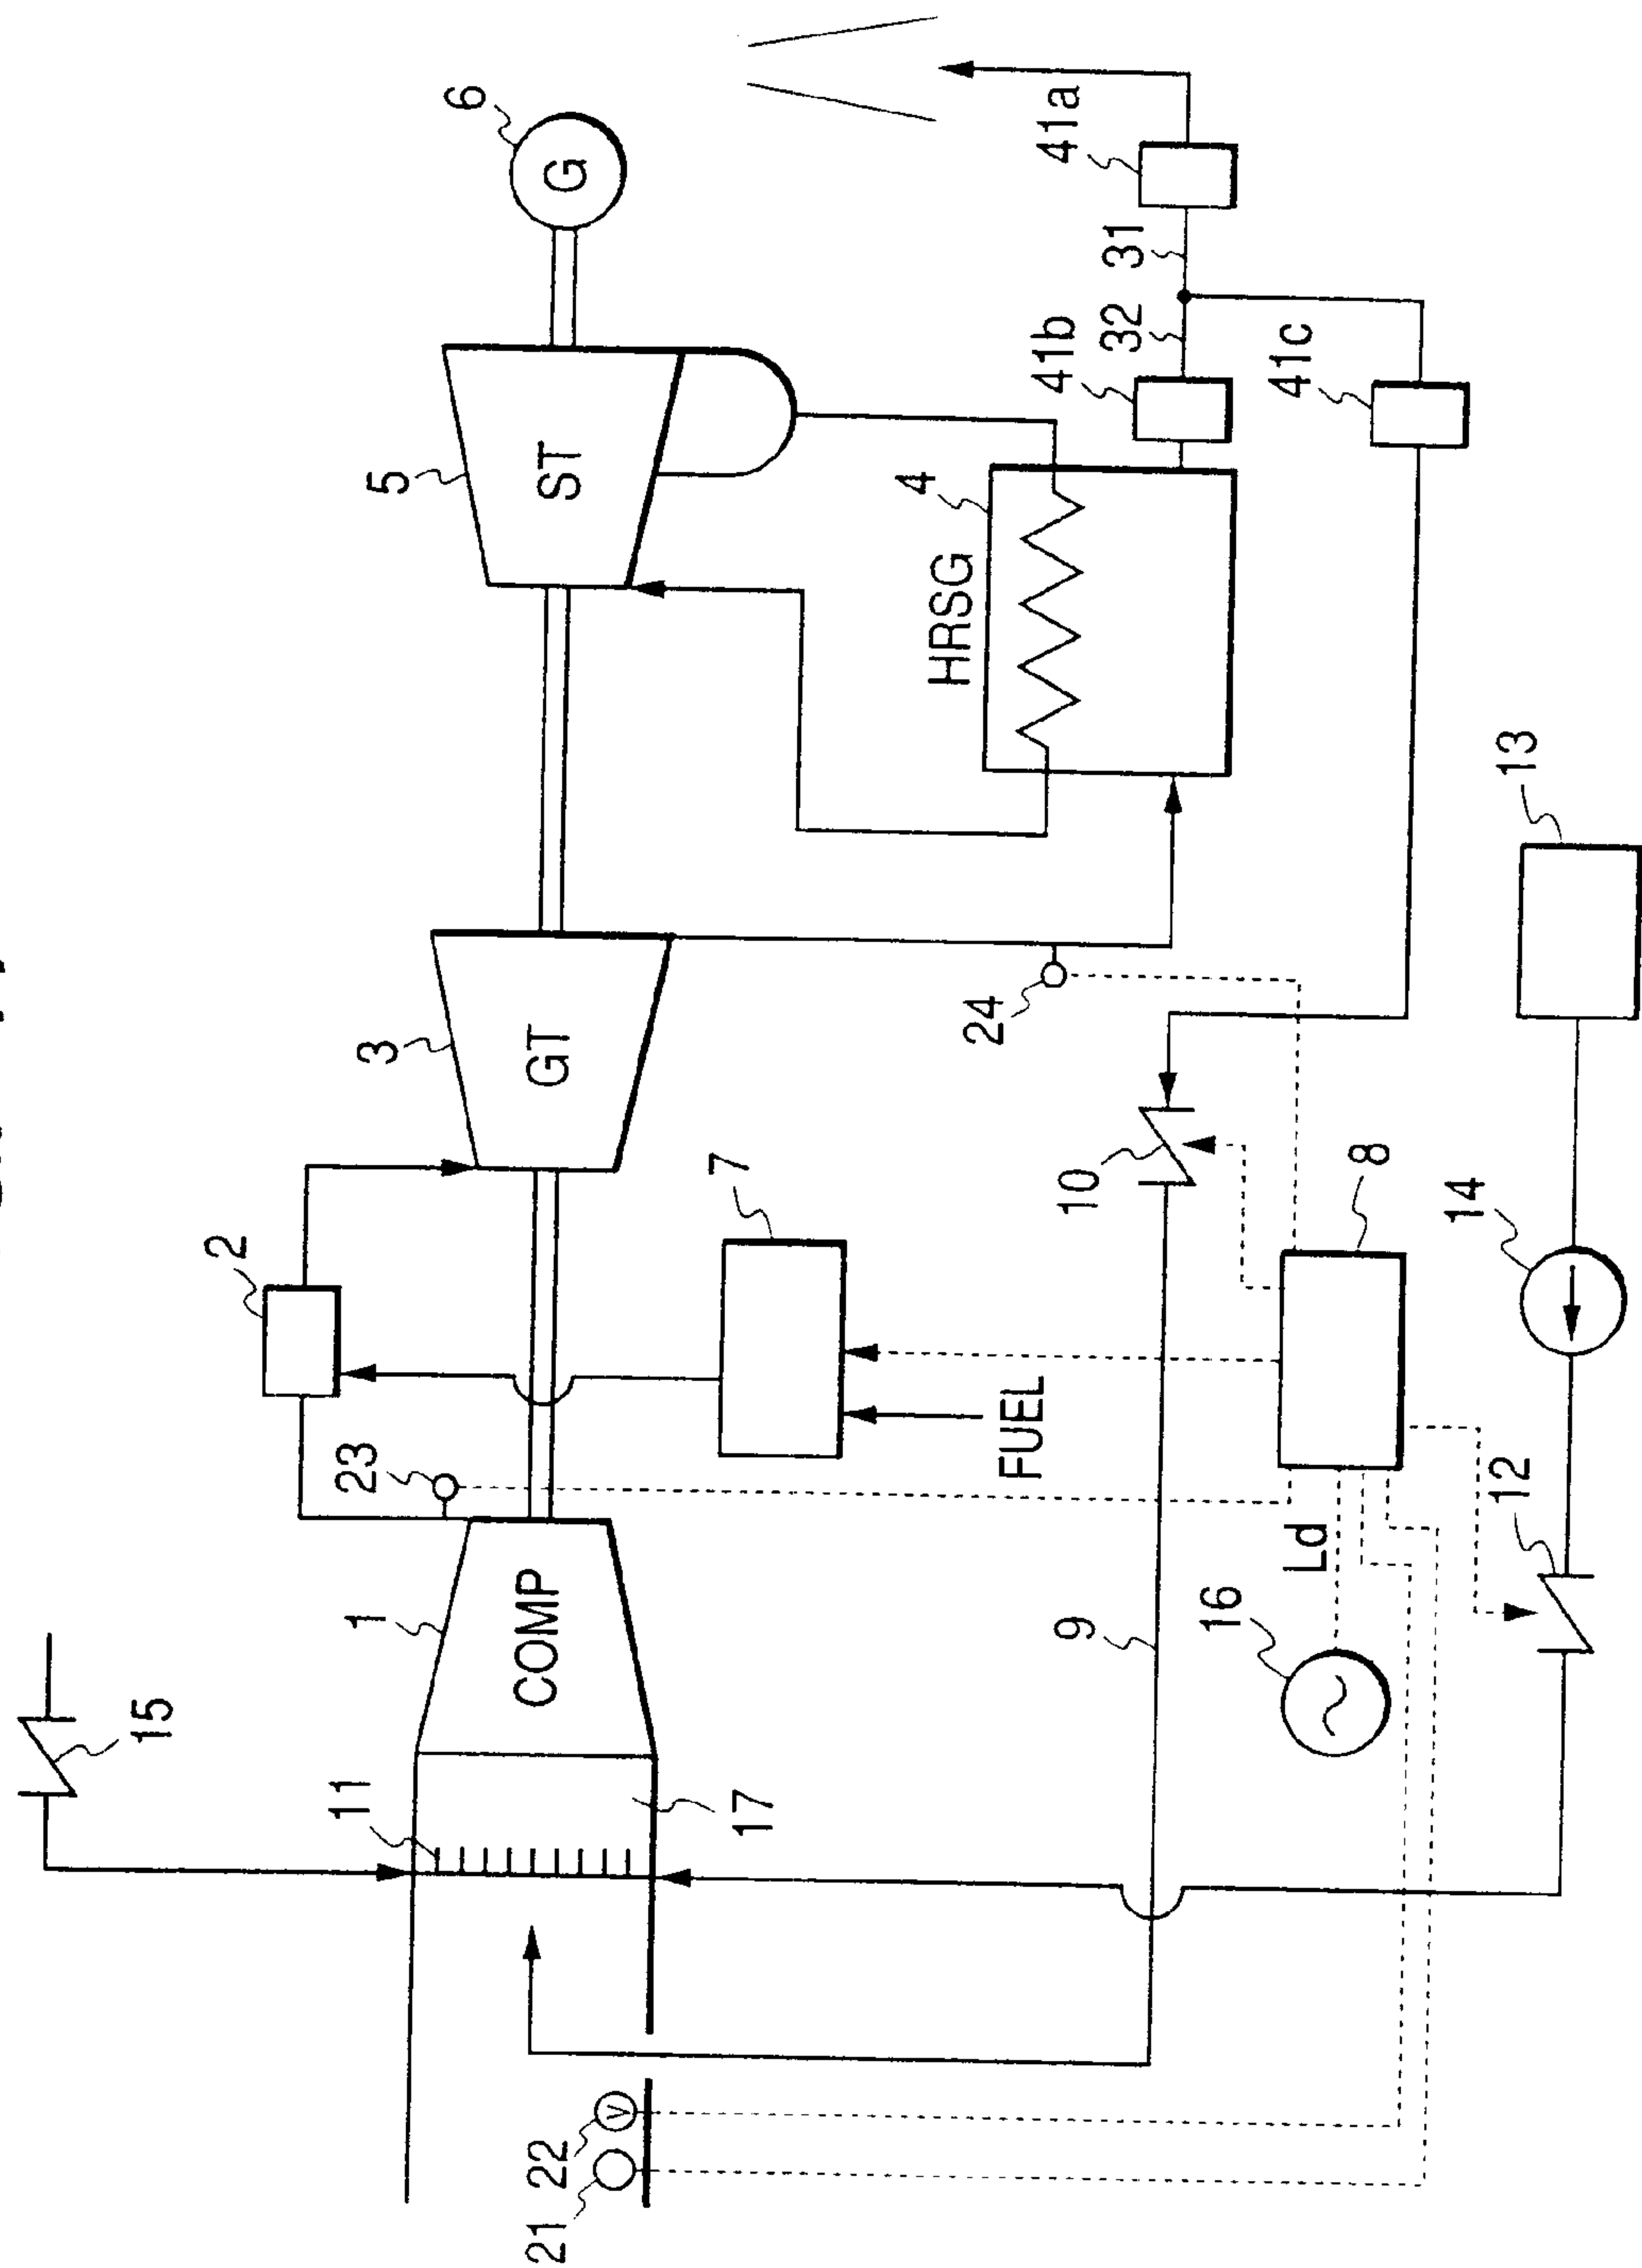 15
2
11 1 23 3 5 6
21 22 COMP GT ST G
17 7
HRSG 4
FUEL 24
9 10 41b 41a
32 31
16 Ld 41c
8
12 14 13